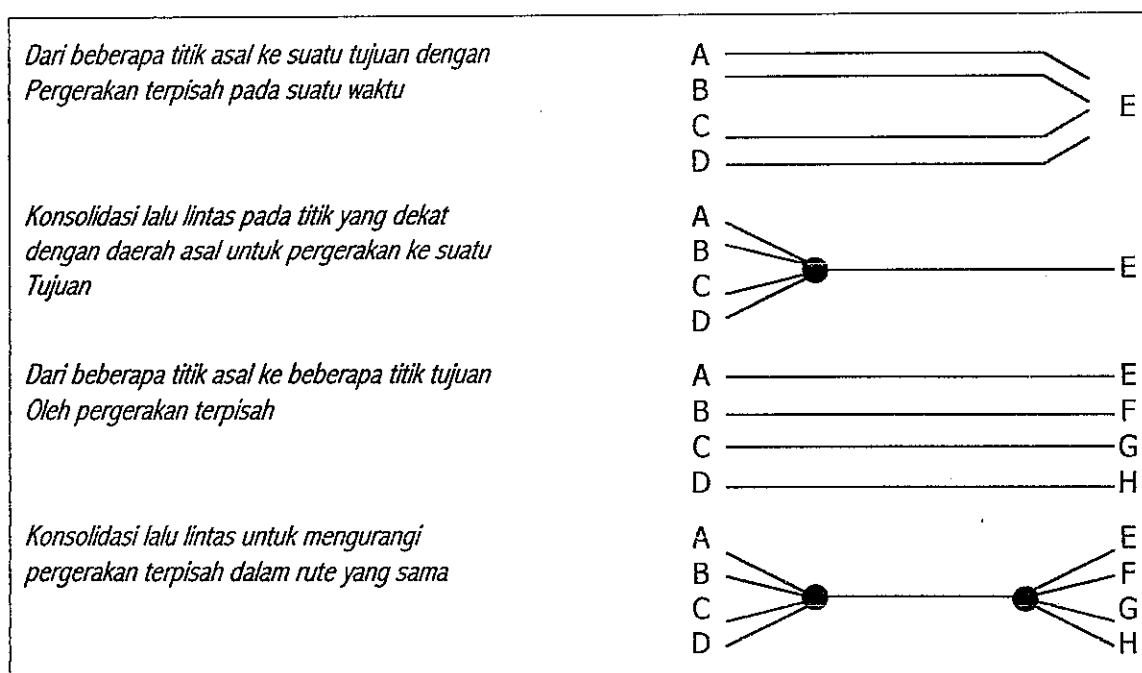 Dari beberapa titik asal ke suatu tujuan dengan
Pergerakan terpisah pada suatu waktu
A
B
C
D
E
Konsolidasi lalu lintas pada titik yang dekat
dengan daerah asal untuk pergerakan ke suatu
Tujuan
A
B
C
D
E
Dari beberapa titik asal ke beberapa titik tujuan
Oleh pergerakan terpisah
A
B
C
D
E
F
G
H
Konsolidasi lalu lintas untuk mengurangi
pergerakan terpisah dalam rute yang sama
A
B
C
D
E
F
G
H